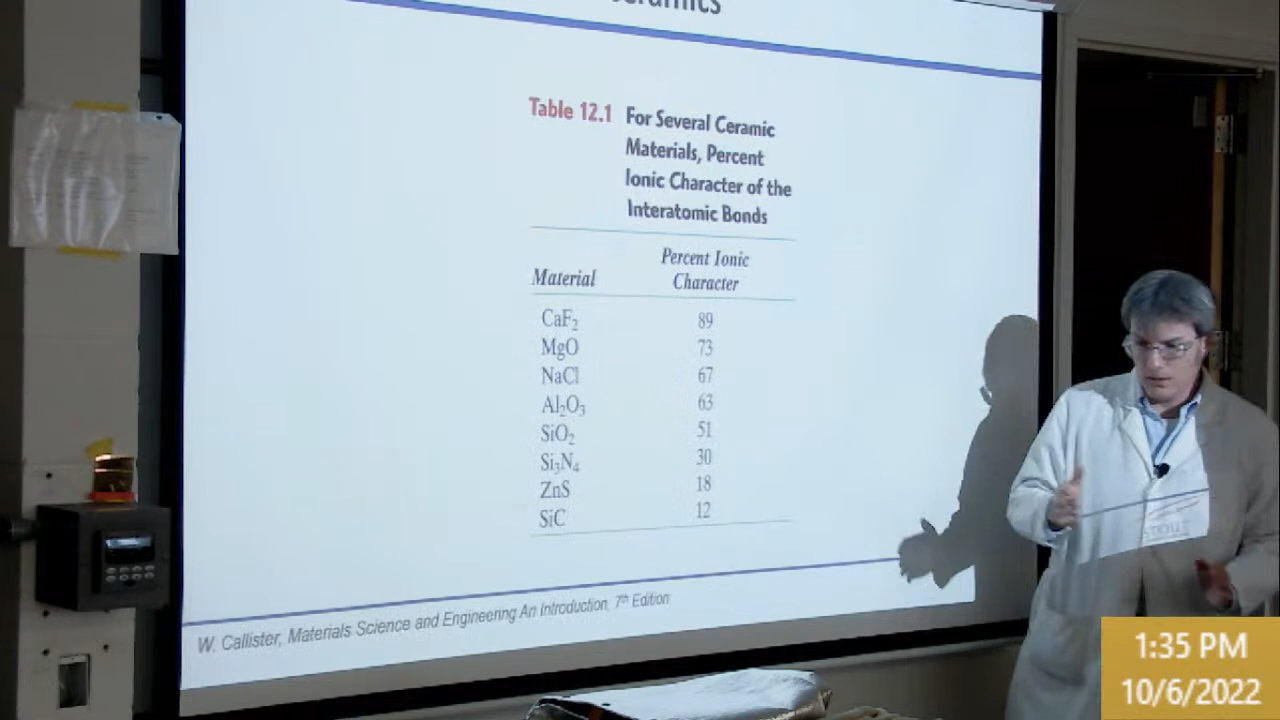 Table 12.1 For Several Ceramic
Materials, Percent
Ionic Character of the
Interatomic Bonds
Percent Ionic
Material Character
CaF₂ 89
MgO 73
NaCl 67
Al₂O₃ 63
SiO₂ 51
Si₃N₄ 30
ZnS 18
SiC 12
W. Callister, Materials Science and Engineering An Introduction, 7th Edition
STOUT
1:35 PM
10/6/2022